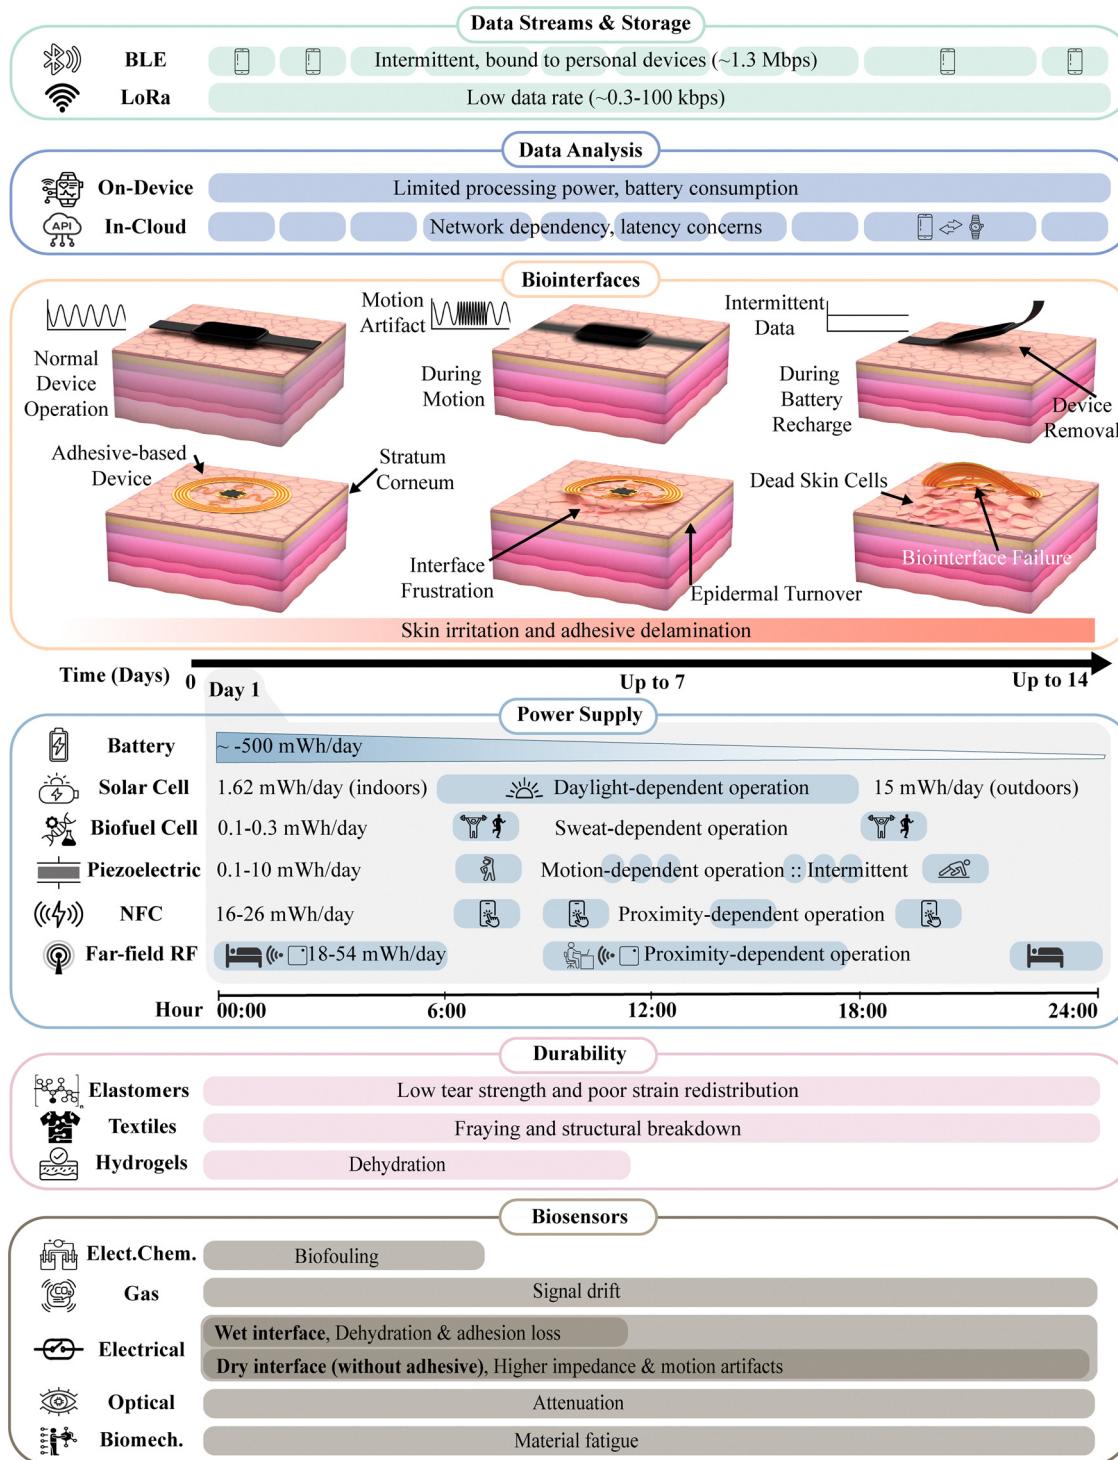 Data Streams & Storage
BLE
Intermittent, bound to personal devices (~1.3 Mbps)
LoRa
Low data rate (~0.3-100 kbps)
Data Analysis
On-Device
Limited processing power, battery consumption
In-Cloud
API
Network dependency, latency concerns
Biointerfaces
Normal
Device
Operation
Motion
Artifact
During
Motion
Intermittent
Data
During
Battery
Recharge
Device
Removal
Adhesive-based
Device
Stratum
Corneum
Interface
Frustration
Epidermal Turnover
Dead Skin Cells
Biointerface Failure
Skin irritation and adhesive delamination
Time (Days)
0
Day 1
Up to 7
Up to 14
Power Supply
Battery
~ -500 mWh/day
Solar Cell
1.62 mWh/day (indoors)
Daylight-dependent operation
15 mWh/day (outdoors)
Biofuel Cell
0.1-0.3 mWh/day
Sweat-dependent operation
Piezoelectric
0.1-10 mWh/day
Motion-dependent operation :: Intermittent
NFC
16-26 mWh/day
Proximity-dependent operation
Far-field RF
18-54 mWh/day
Proximity-dependent operation
Hour
00:00
6:00
12:00
18:00
24:00
Durability
n
Elastomers
Low tear strength and poor strain redistribution
Textiles
Fraying and structural breakdown
Hydrogels
Dehydration
Biosensors
Elect.Chem.
Biofouling
CO₂
Gas
Signal drift
Electrical
Wet interface, Dehydration & adhesion loss
Dry interface (without adhesive), Higher impedance & motion artifacts
Optical
Attenuation
Biomech.
Material fatigue